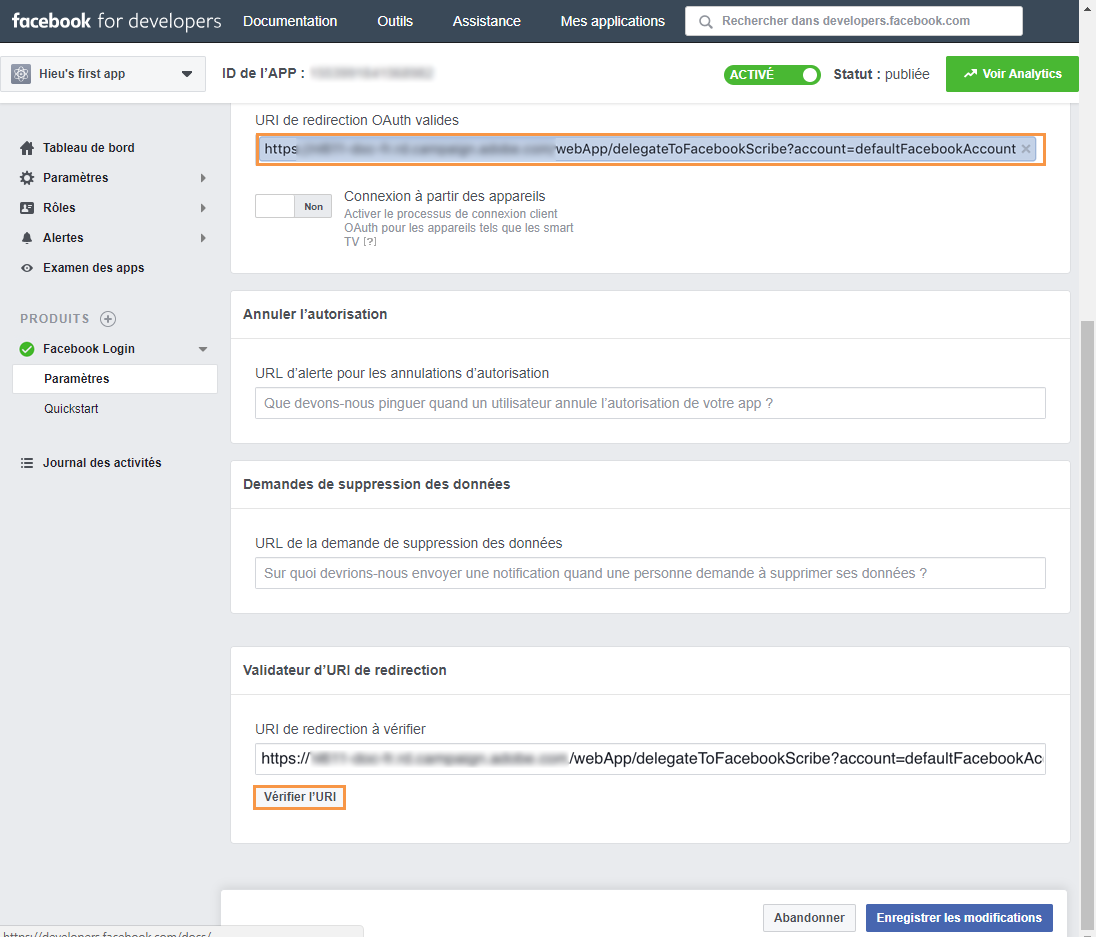 facebook for developers Documentation Outils Assistance Mes applications Rechercher dans developers.facebook.com
Hieu's first app ID de l'APP : ACTIVÉ Statut : publiée Voir Analytics
URI de redirection OAuth valides
https webApp/delegateToFacebookScribe?account=defaultFacebookAccount ×
Non
Connexion à partir des appareils
Activer le processus de connexion client
OAuth pour les appareils tels que les smart
TV [?]
Tableau de bord
Paramètres
Rôles
Alertes
Examen des apps
PRODUITS
Facebook Login
Paramètres
Quickstart
Journal des activités
Annuler l'autorisation
URL d'alerte pour les annulations d'autorisation
Que devons-nous pinguer quand un utilisateur annule l'autorisation de votre app ?
Demandes de suppression des données
URL de la demande de suppression des données
Sur quoi devrions-nous envoyer une notification quand une personne demande à supprimer ses données ?
Validateur d'URI de redirection
URI de redirection à vérifier
https:// /webApp/delegateToFacebookScribe?account=defaultFacebookAc
Vérifier l'URI
Abandonner Enregistrer les modifications
https://developers.facebook.com/docs/